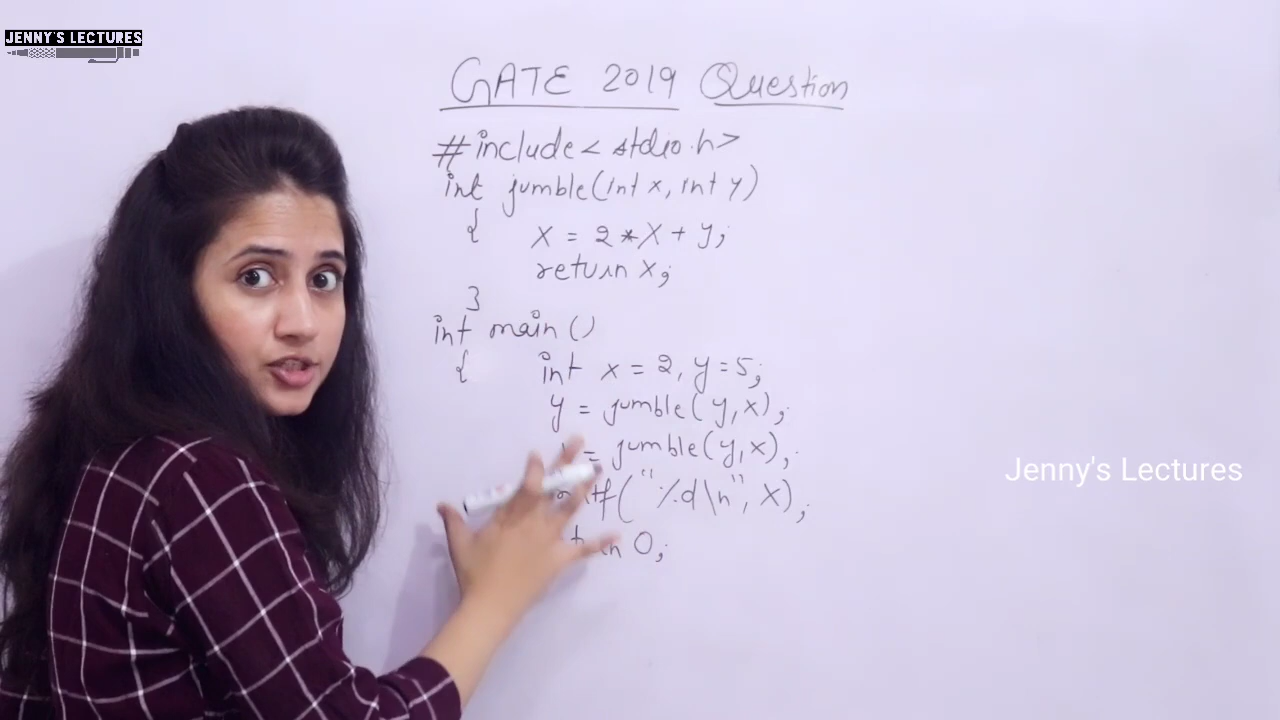 JENNY'S LECTURES
GATE 2019 Question
#include< stdio.h>
int jumble(int x, int y)
{ x = 2*x + y;
return x;
}
int main ()
{ int x = 2, y = 5;
y = jumble( y, x);
= jumble(y, x);
("%d\n", x);
0;
Jenny's Lectures